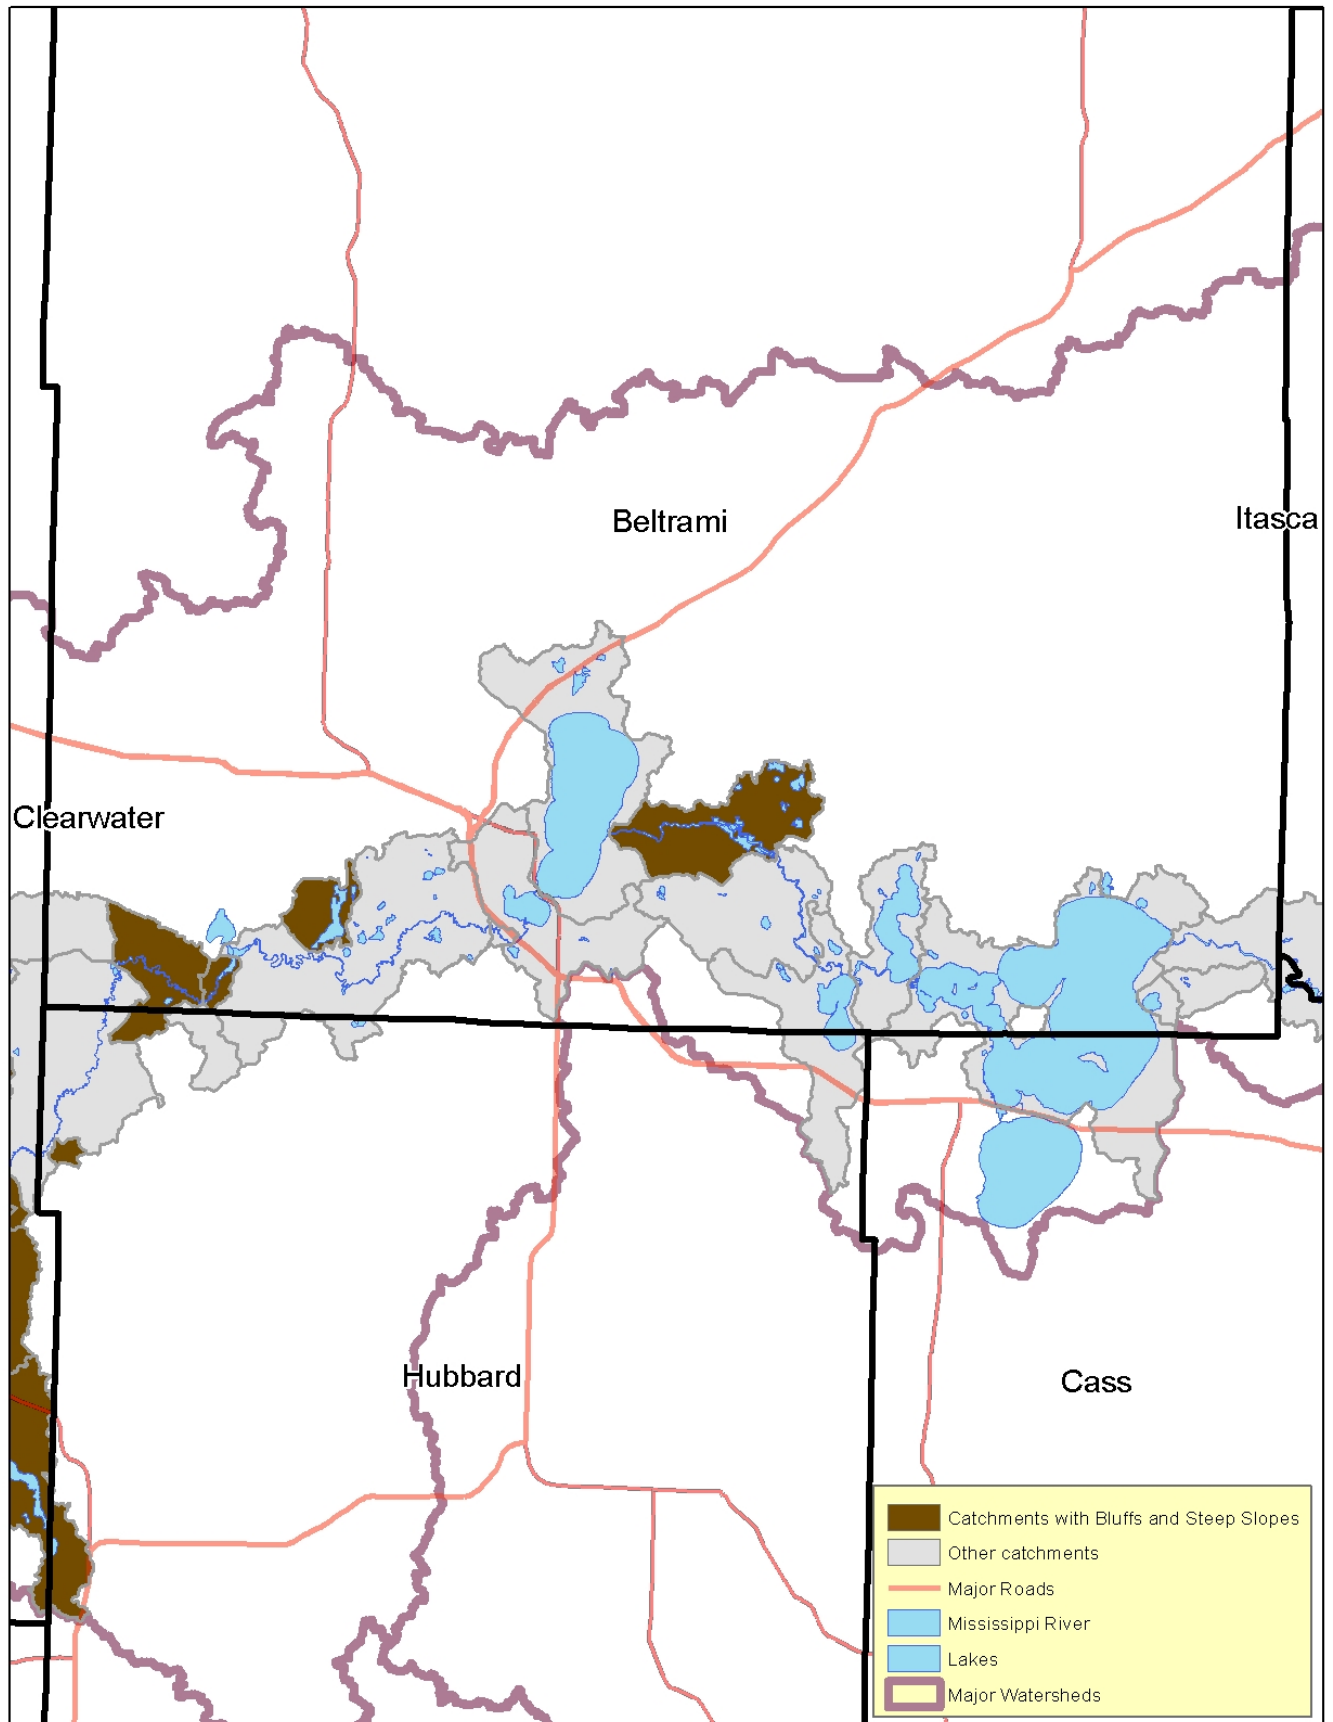 Beltrami
Itasca
Clearwater
Hubbard
Cass
Catchments with Bluffs and Steep Slopes
Other catchments
Major Roads
Mississippi River
Lakes
Major Watersheds